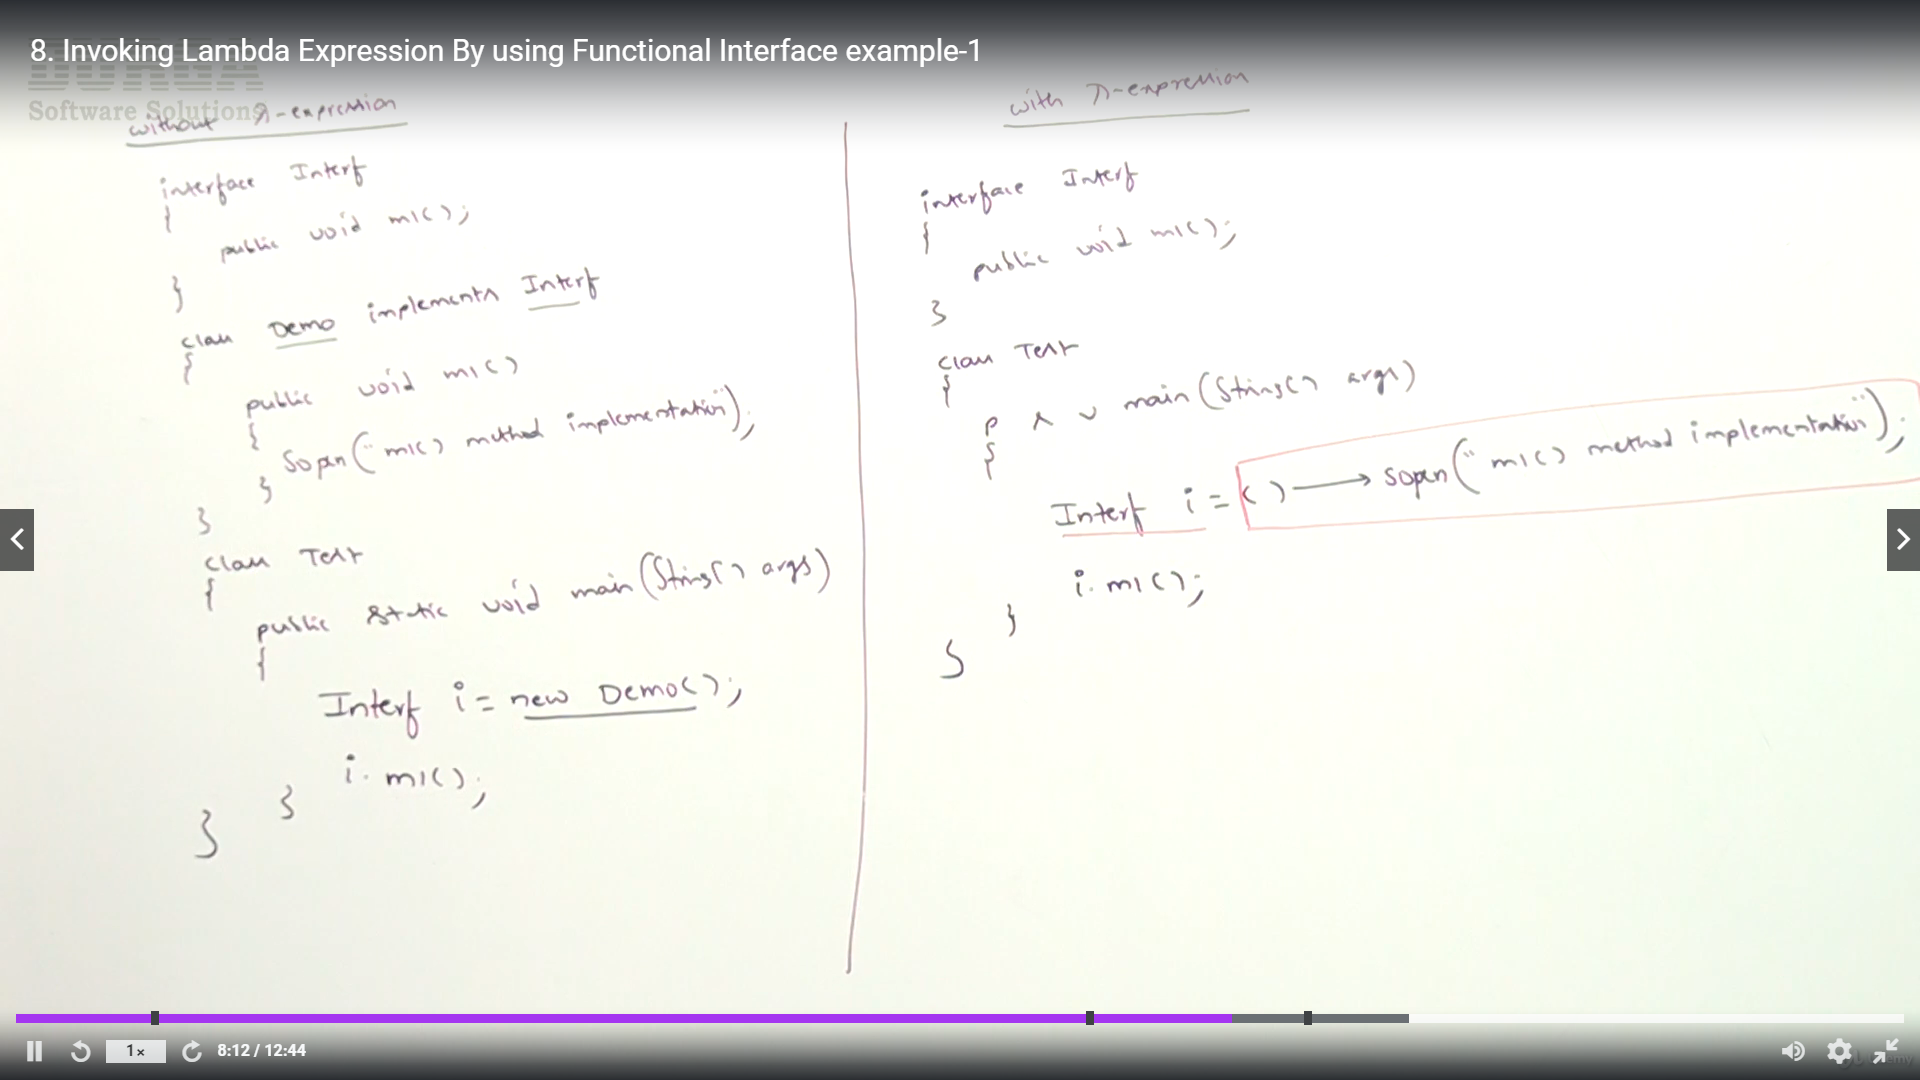 8. Invoking Lambda Expression By using Functional Interface example-1
DURGA
Software Solutions
without λ-expression
interface Interf
{
public void m1();
}
class Demo implements Interf
{
public void m1()
{
Sopln("m1() method implementation");
}
}
class Test
{
public static void main(String[] args)
{
Interf i = new Demo();
i.m1();
}
}
with λ-expression
interface Interf
{
public void m1();
}
class Test
{
p s v main(String[] args)
{
Interf i = () → sopln("m1() method implementation");
i.m1();
}
}
1x
8:12 / 12:44